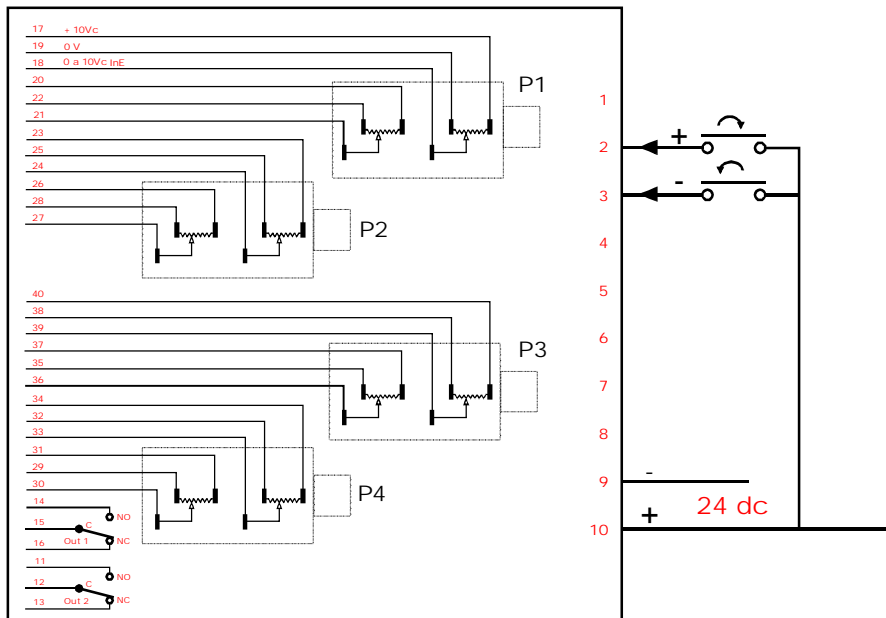 17 + 10Vc
19 0 V
18 0 a 10Vc InE
20
22
21
23
25
24
26
28
27
P1
P2
40
38
39
37
35
36
34
32
33
31
29
30
P3
P4
14 NO
15 C
Out 1
16 NC
11 NO
12 C
Out 2
13 NC
1
2 +
3 -
4
5
6
7
8
9 -
24 dc
10 +